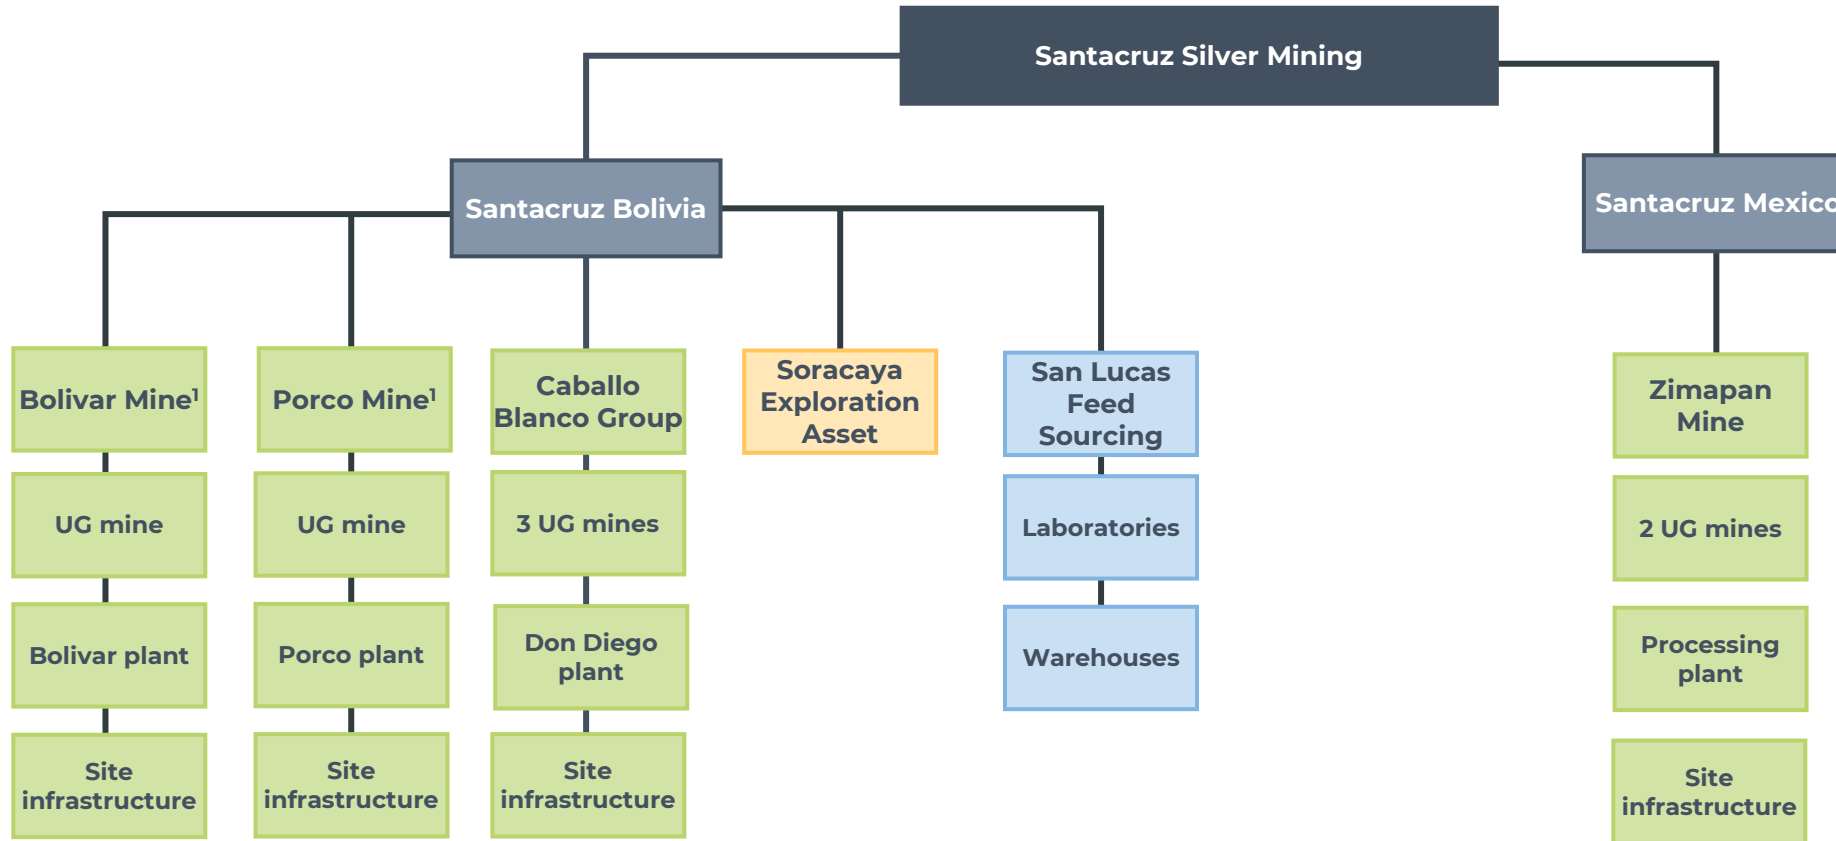 Santacruz Silver Mining
Santacruz Bolivia
Santacruz Mexico
Bolivar Mine¹
Porco Mine¹
Caballo
Blanco Group
Soracaya
Exploration
Asset
San Lucas
Feed
Sourcing
Zimapan
Mine
UG mine
UG mine
3 UG mines
Laboratories
2 UG mines
Bolivar plant
Porco plant
Don Diego
plant
Warehouses
Processing
plant
Site
infrastructure
Site
infrastructure
Site
infrastructure
Site
infrastructure